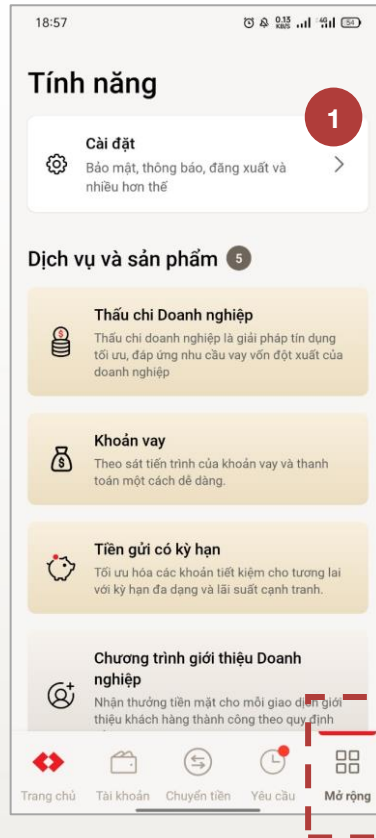 18:57
0.15
KB/S
4G
54
Tính năng
1
Cài đặt
Bảo mật, thông báo, đăng xuất và
nhiều hơn thế
Dịch vụ và sản phẩm 5
Thấu chi Doanh nghiệp
Thấu chi doanh nghiệp là giải pháp tín dụng
tối ưu, đáp ứng nhu cầu vay vốn đột xuất của
doanh nghiệp
Khoản vay
Theo sát tiến trình của khoản vay và thanh
toán một cách dễ dàng.
Tiền gửi có kỳ hạn
Tối ưu hóa các khoản tiết kiệm cho tương lai
với kỳ hạn đa dạng và lãi suất cạnh tranh.
Chương trình giới thiệu Doanh
nghiệp
Nhận thưởng tiền mặt cho mỗi giao dịch giới
thiệu khách hàng thành công theo quy định
Trang chủ Tài khoản Chuyển tiền Yêu cầu Mở rộng